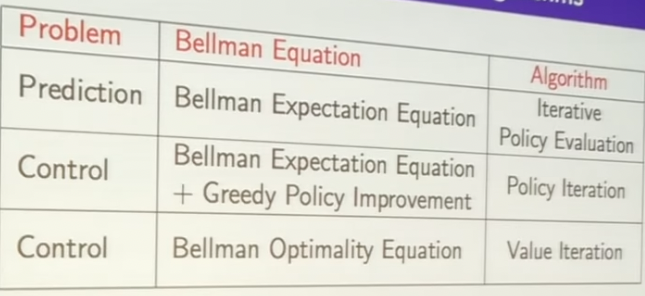 Problem
Bellman Equation
Algorithm
Prediction
Bellman Expectation Equation
Iterative
Policy Evaluation
Control
Bellman Expectation Equation
+ Greedy Policy Improvement
Policy Iteration
Control
Bellman Optimality Equation
Value Iteration